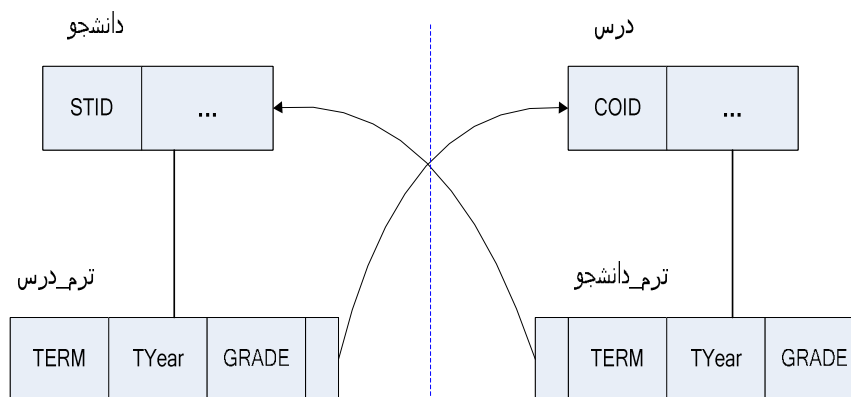 دانشجو
درس
STID ...
COID ...
ترم_درس
ترم_دانشجو
TERM TYear GRADE
TERM TYear GRADE